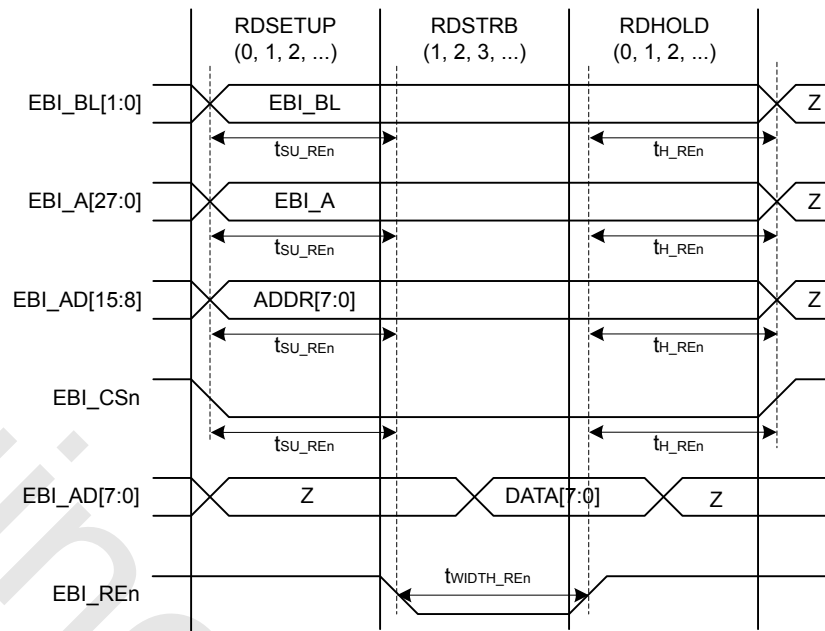 RDSETUP RDSTRB RDHOLD
(0, 1, 2, ...) (1, 2, 3, ...) (0, 1, 2, ...)
EBI_BL[1:0] EBI_BL Z
tSU_REn tH_REn
EBI_A[27:0] EBI_A Z
tSU_REn tH_REn
EBI_AD[15:8] ADDR[7:0] Z
tSU_REn tH_REn
EBI_CSn
tSU_REn tH_REn
EBI_AD[7:0] Z DATA[7:0] Z
tWIDTH_REn
EBI_REn